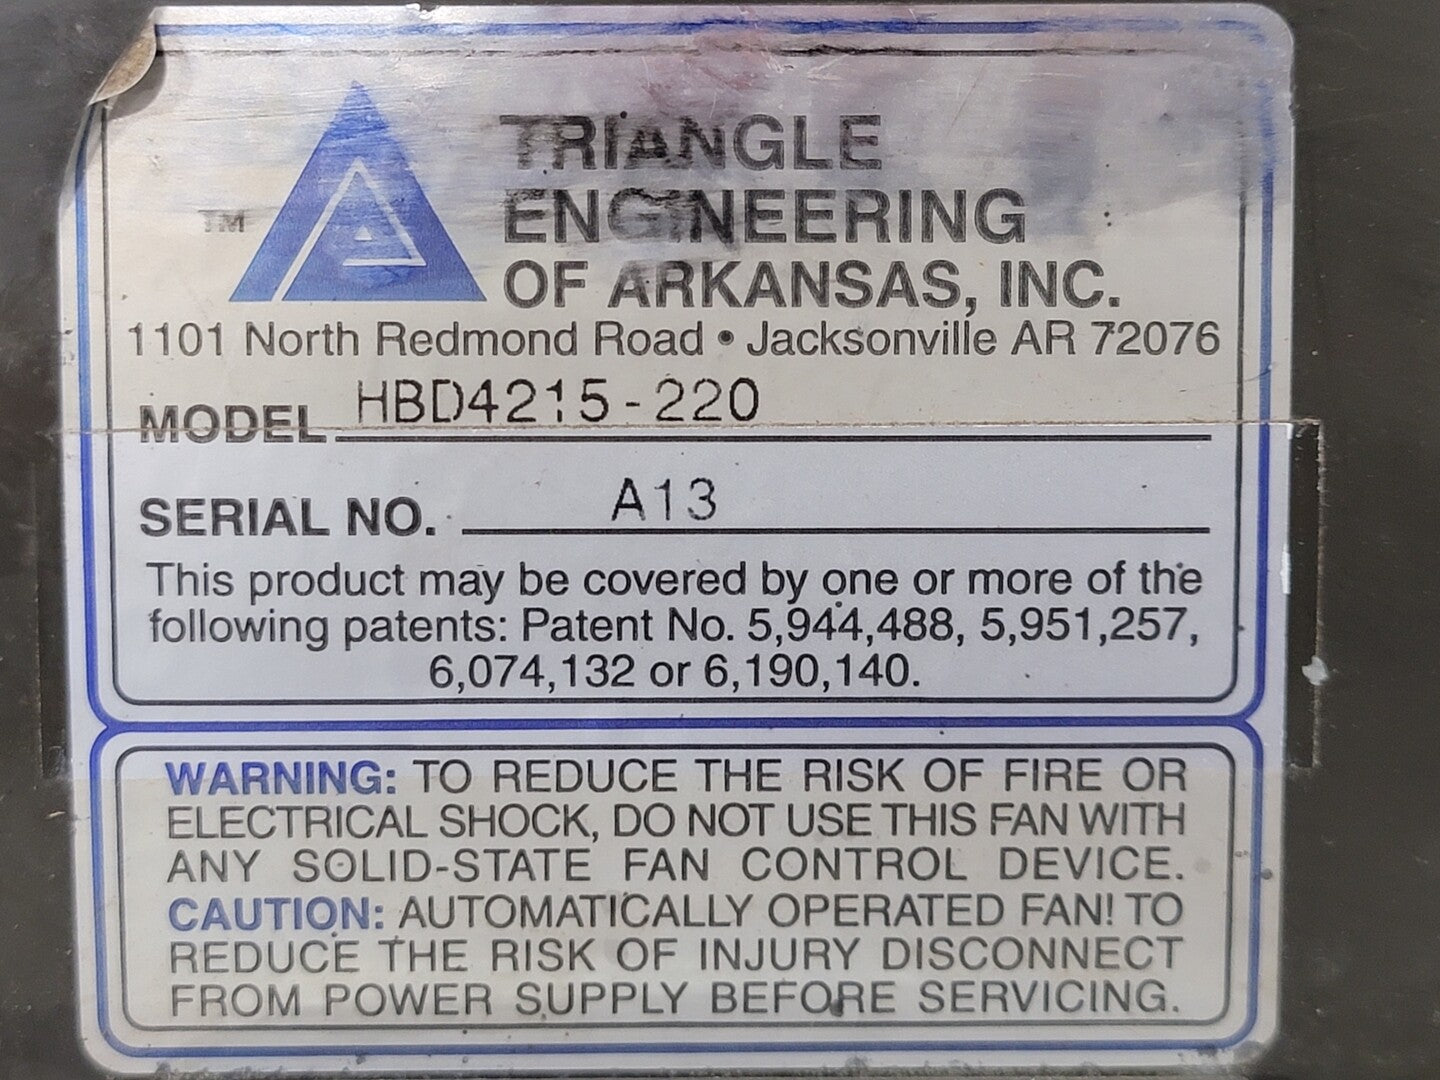 TRIANGLE
ENGINEERING
OF ARKANSAS, INC.
TM
1101 North Redmond Road • Jacksonville AR 72076
MODEL HBD4215-220
SERIAL NO. A13
This product may be covered by one or more of the
following patents: Patent No. 5,944,488, 5,951,257,
6,074,132 or 6,190,140.
WARNING: TO REDUCE THE RISK OF FIRE OR
ELECTRICAL SHOCK, DO NOT USE THIS FAN WITH
ANY SOLID-STATE FAN CONTROL DEVICE.
CAUTION: AUTOMATICALLY OPERATED FAN! TO
REDUCE THE RISK OF INJURY DISCONNECT
FROM POWER SUPPLY BEFORE SERVICING.